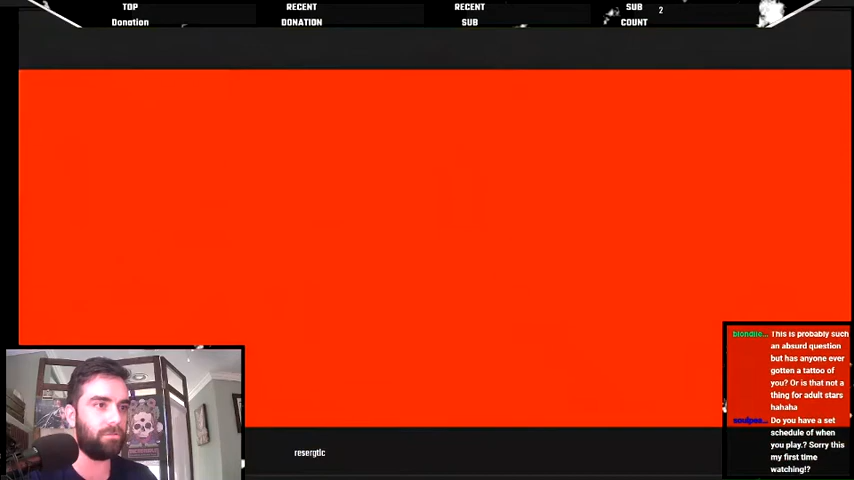 TOP
Donation
RECENT
DONATION
RECENT
SUB
SUB
COUNT
2
blondie... This is probably such
an absurd question
but has anyone ever
gotten a tattoo of
you? Or is that not a
thing for adult stars
hahaha
Do you have a set
schedule of when
you play.? Sorry this
my first time
watching!?
resergtic